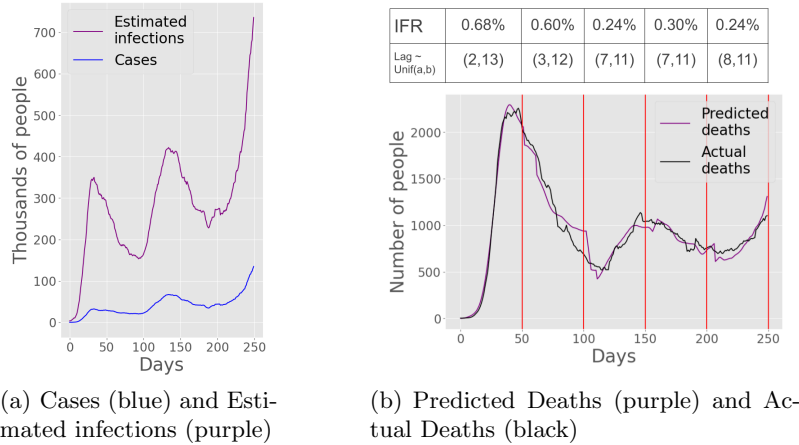 Estimated
infections
Cases
700
600
500
400
300
200
100
0
Thousands of people
0 50 100 150 200 250
Days
IFR 0.68% 0.60% 0.24% 0.30% 0.24%
Lag ~
Unif(a,b) (2,13) (3,12) (7,11) (7,11) (8,11)
Predicted
deaths
Actual
deaths
2000
1500
1000
500
0
Number of people
0 50 100 150 200 250
Days
(a) Cases (blue) and Esti-
mated infections (purple)
(b) Predicted Deaths (purple) and Ac-
tual Deaths (black)